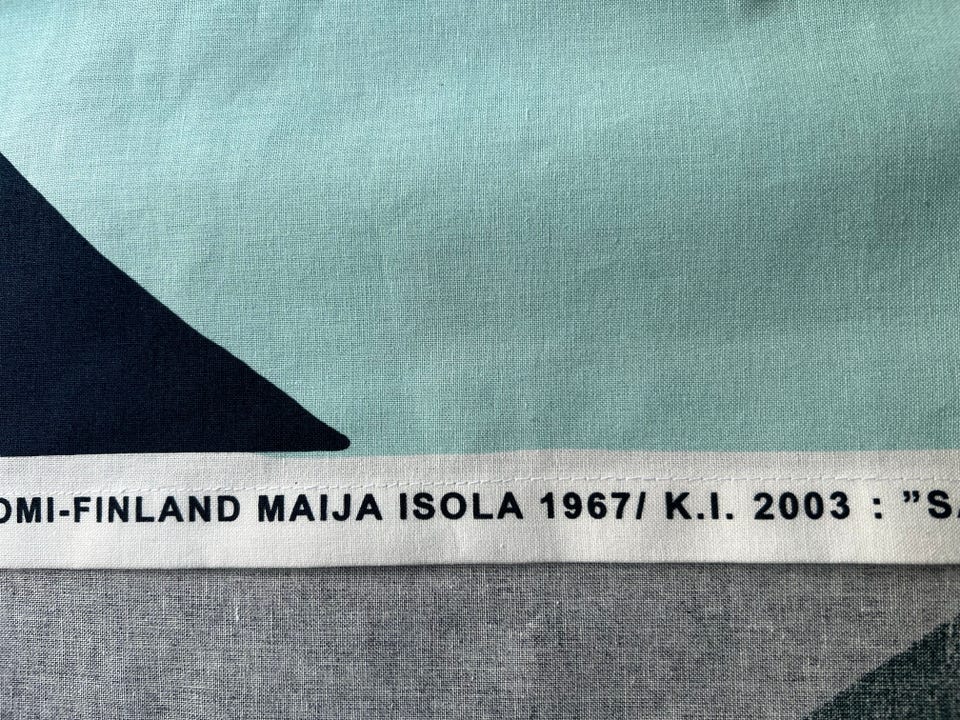 OMI-FINLAND MAIJA ISOLA 1967/ K.I. 2003 : ”S